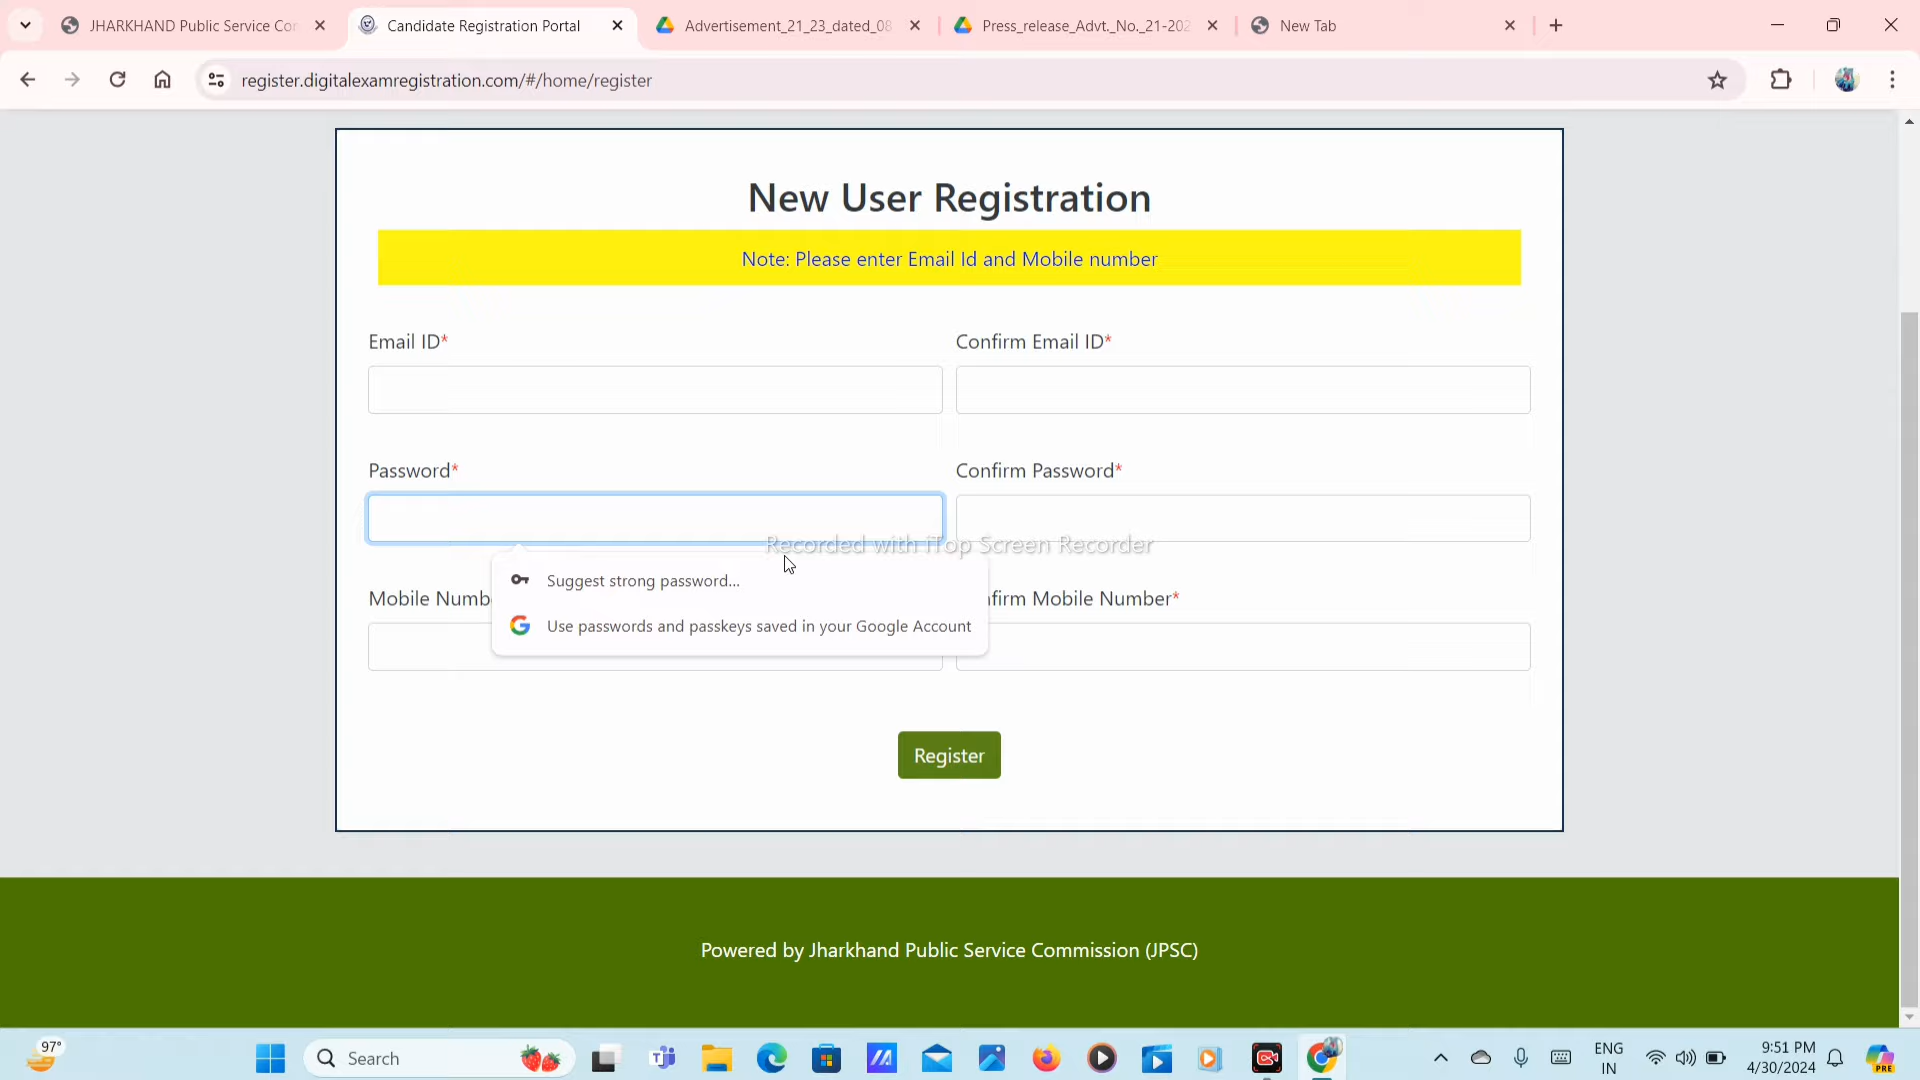 JHARKHAND Public Service Co
Candidate Registration Portal
Advertisement_21_23_dated_08
Press_release_Advt._No._21-202
New Tab
register.digitalexamregistration.com/#/home/register
New User Registration
Note: Please enter Email Id and Mobile number
Email ID*
Confirm Email ID*
Password*
Confirm Password*
Recorded with iTop Screen Recorder
Suggest strong password...
Mobile Numb
nfirm Mobile Number*
Use passwords and passkeys saved in your Google Account
Register
Powered by Jharkhand Public Service Commission (JPSC)
97°
Search
ENG
IN
9:51 PM
4/30/2024
PRE